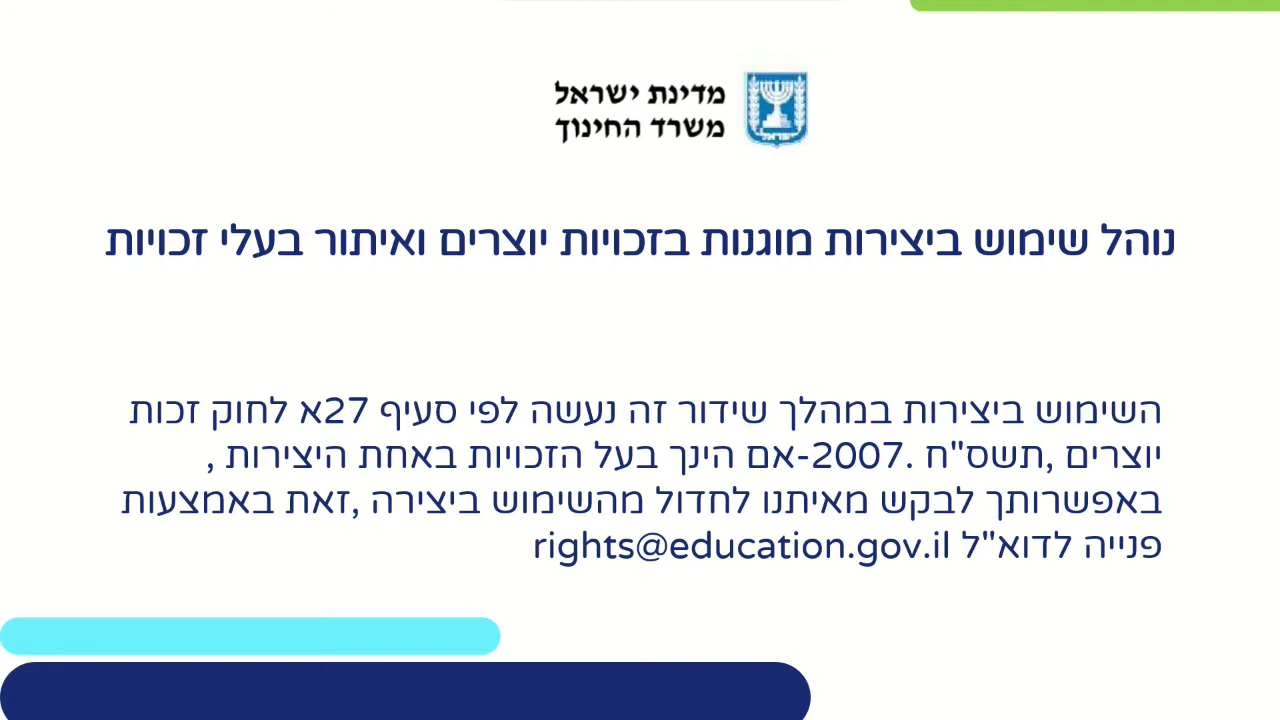 מדינת ישראל
משרד החינוך
נוהל שימוש ביצירות מוגנות בזכויות יוצרים ואיתור בעלי זכויות
השימוש ביצירות במהלך שידור זה נעשה לפי סעיף 27א לחוק זכות
יוצרים ,תשס"ח .2007-אם הינך בעל הזכויות באחת היצירות ,
באפשרותך לבקש מאיתנו לחדול מהשימוש ביצירה ,זאת באמצעות
פנייה לדוא"ל rights@education.gov.il